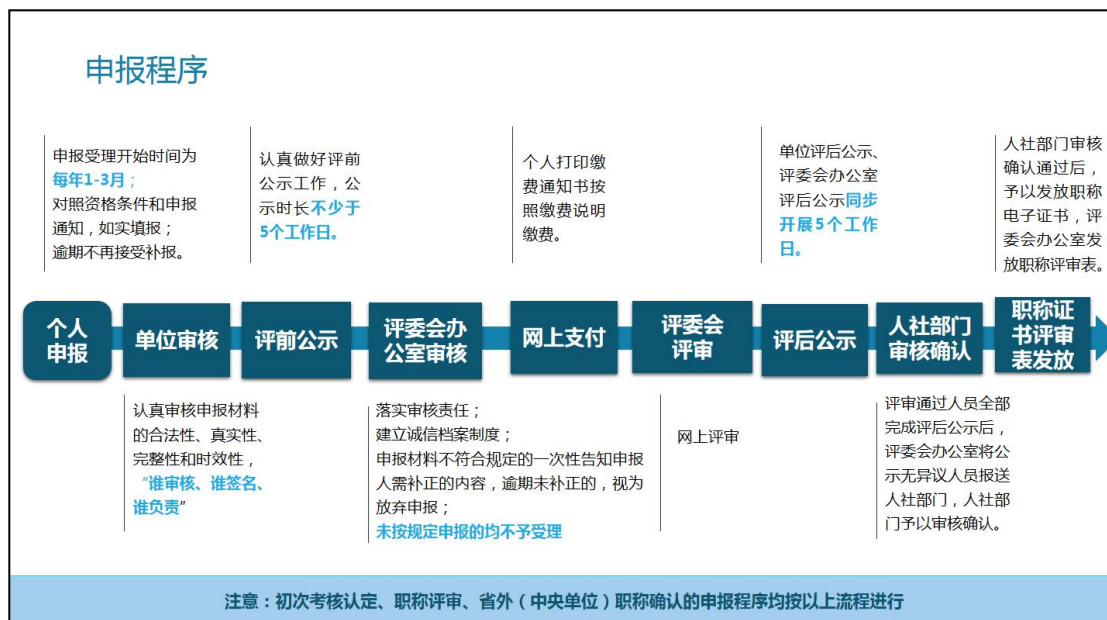 申报程序
申报受理开始时间为
每年1-3月；
对照资格条件和申报
通知，如实填报；
逾期不再接受补报。
认真做好评前
公示工作，公
示时长不少于
5个工作日。
个人打印缴
费通知书按
照缴费说明
缴费。
单位评后公示、
评委会办公室
评后公示同步
开展5个工作
日。
人社部门审核
确认通过后，
予以发放职称
电子证书，评
委会办公室发
放职称评审表。
个人
申报
单位审核
评前公示
评委会办
公室审核
网上支付
评委会
评审
评后公示
人社部门
审核确认
职称证
书评审
表发放
认真审核申报材料
的合法性、真实性、
完整性和时效性，
“谁审核、谁签名、
谁负责”
落实审核责任；
建立诚信档案制度；
申报材料不符合规定的一次性告知申报
人需补正的内容，逾期未补正的，视为
放弃申报；
未按规定申报的均不予受理
网上评审
评审通过人员全部
完成评后公示后，
评委会办公室将公
示无异议人员报送
人社部门，人社部
门予以审核确认。
注意：初次考核认定、职称评审、省外（中央单位）职称确认的申报程序均按以上流程进行